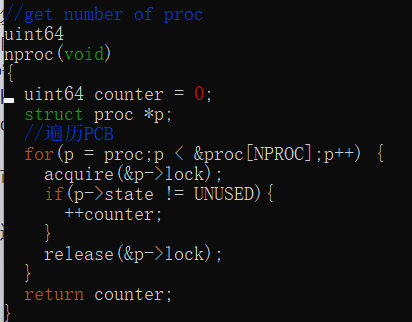 //get number of proc
uint64
nproc(void)
{
  uint64 counter = 0;
  struct proc *p;
  //遍历PCB
  for(p = proc;p < &proc[NPROC];p++) {
    acquire(&p->lock);
    if(p->state != UNUSED){
      ++counter;
    }
    release(&p->lock);
  }
  return counter;
}